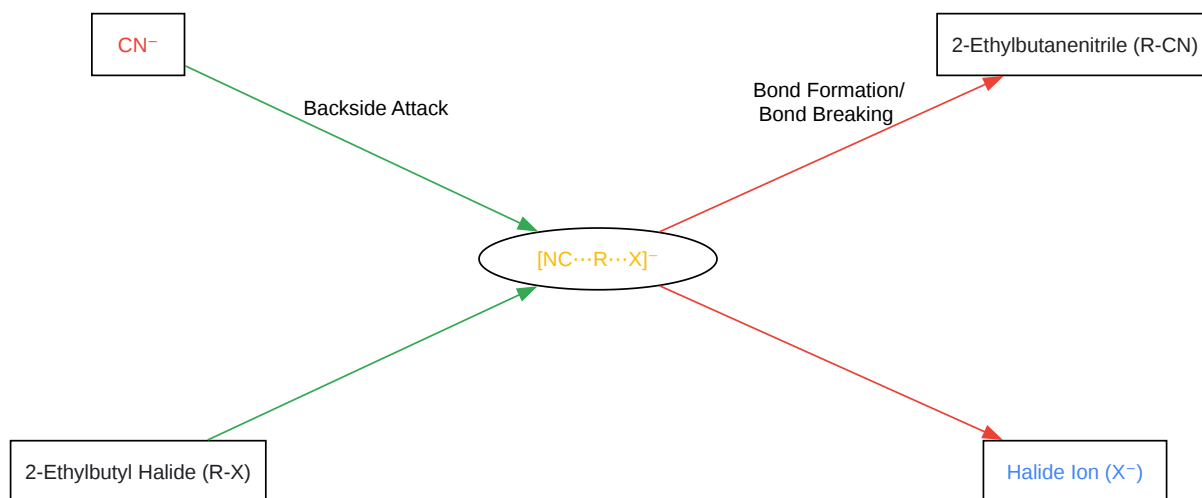 CN⁻
2-Ethylbutanenitrile (R-CN)
Backside Attack
Bond Formation/
Bond Breaking
[NC···R···X]⁻
2-Ethylbutyl Halide (R-X)
Halide Ion (X⁻)